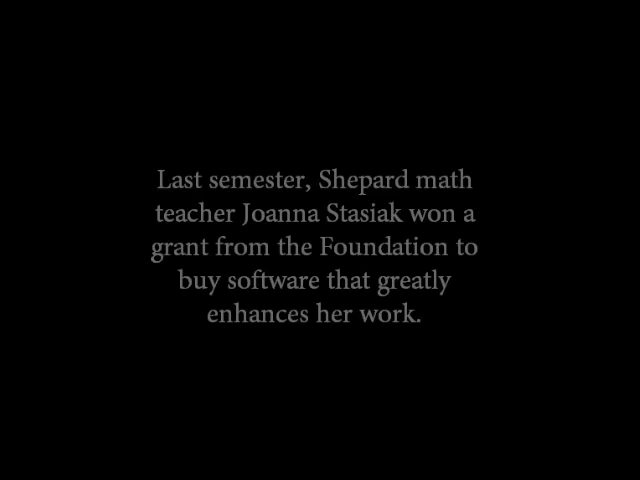 Last semester, Shepard math
teacher Joanna Stasiak won a
grant from the Foundation to
buy software that greatly
enhances her work.